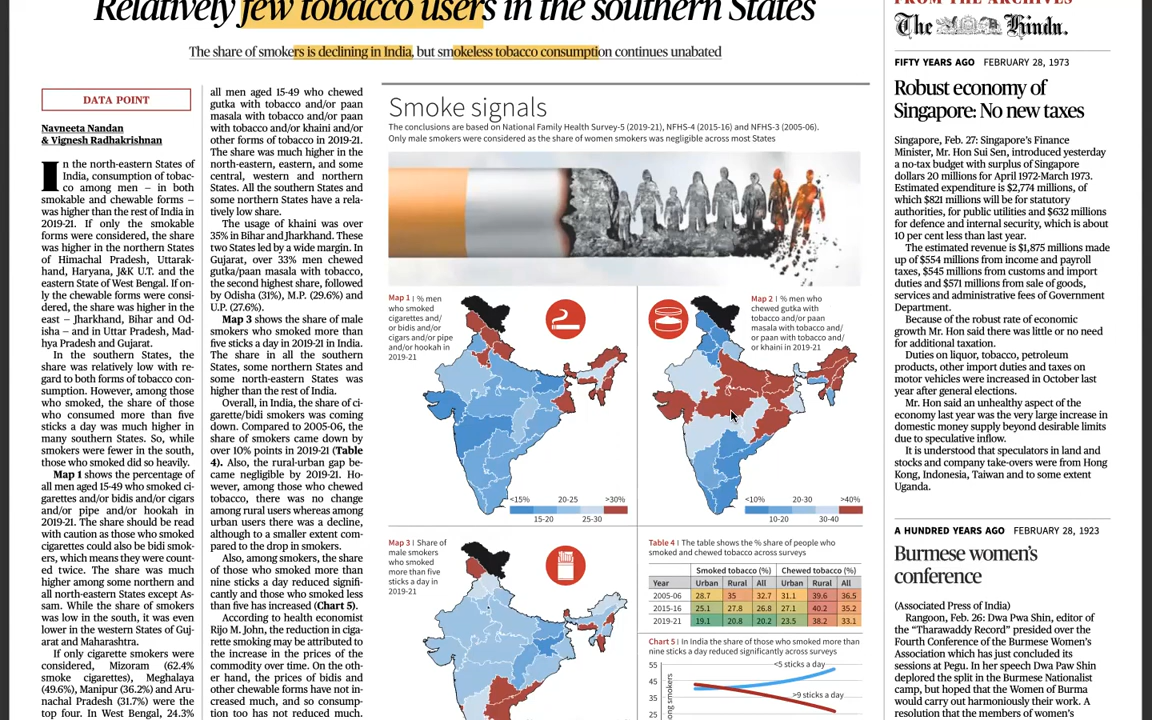 Relatively few tobacco users in the southern States
The share of smokers is declining in India, but smokeless tobacco consumption continues unabated
DATA POINT
Navneeta Nandan
& Vignesh Radhakrishnan
In the north-eastern States of
India, consumption of tobac-
co among men — in both
smokable and chewable forms —
was higher than the rest of India in
2019-21. If only the smokable
forms were considered, the share
was higher in the northern States
of Himachal Pradesh, Uttarak-
hand, Haryana, J&K U.T. and the
eastern State of West Bengal. If on-
ly the chewable forms were consi-
dered, the share was higher in the
east — Jharkhand, Bihar and Od-
isha — and in Uttar Pradesh, Mad-
hya Pradesh and Gujarat.
In the southern States, the
share was relatively low with re-
gard to both forms of tobacco con-
sumption. However, among those
who smoked, the share of those
who consumed more than five
sticks a day was much higher in
many southern States. So, while
smokers were fewer in the south,
those who smoked did so heavily.
Map 1 shows the percentage of
all men aged 15-49 who smoked ci-
garettes and/or bidis and/or cigars
and/or pipe and/or hookah in
2019-21. The share should be read
with caution as those who smoked
cigarettes could also be bidi smok-
ers, which means they were count-
ed twice. The share was much
higher among some northern and
all north-eastern States except As-
sam. While the share of smokers
was low in the south, it was even
lower in the western States of Guj-
arat and Maharashtra.
If only cigarette smokers were
considered, Mizoram (62.4%
smoke cigarettes), Meghalaya
(49.6%), Manipur (36.2%) and Aru-
nachal Pradesh (31.7%) were the
top four. In West Bengal, 24.3%
all men aged 15-49 who chewed
gutka with tobacco and/or paan
masala with tobacco and/or paan
with tobacco and/or khaini and/or
other forms of tobacco in 2019-21.
The share was much higher in the
north-eastern, eastern, and some
central, western and northern
States. All the southern States and
some northern States have a rela-
tively low share.
The usage of khaini was over
35% in Bihar and Jharkhand. These
two States led by a wide margin. In
Gujarat, over 33% men chewed
gutka/paan masala with tobacco,
the second highest share, followed
by Odisha (31%), M.P. (29.6%) and
U.P. (27.6%).
Map 3 shows the share of male
smokers who smoked more than
five sticks a day in 2019-21 in India.
The share in all the southern
States, some northern States and
some north-eastern States was
higher than the rest of India.
Overall, in India, the share of ci-
garette/bidi smokers was coming
down. Compared to 2005-06, the
share of smokers came down by
over 10% points in 2019-21 (Table
4). Also, the rural-urban gap be-
came negligible by 2019-21. Ho-
wever, among those who chewed
tobacco, there was no change
among rural users whereas among
urban users there was a decline,
although to a smaller extent com-
pared to the drop in smokers.
Also, among smokers, the share
of those who smoked more than
nine sticks a day reduced signifi-
cantly and those who smoked less
than five has increased (Chart 5).
According to health economist
Rijo M. John, the reduction in ciga-
rette smoking may be attributed to
the increase in the prices of the
commodity over time. On the oth-
er hand, the prices of bidis and
other chewable forms have not in-
creased much, and so consump-
tion too has not reduced much.
Smoke signals
The conclusions are based on National Family Health Survey-5 (2019-21), NFHS-4 (2015-16) and NFHS-3 (2005-06).
Only male smokers were considered as the share of women smokers was negligible across most States
Map 1 | % men
who smoked
cigarettes and/
or bidis and/or
cigars and/or pipe
and/or hookah in
2019-21
<15% 20-25 >30%
15-20 25-30
Map 2 | % men who
chewed gutka with
tobacco and/or paan
masala with tobacco and/
or paan with tobacco and/
or khaini in 2019-21
<10% 20-30 >40%
10-20 30-40
Map 3 | Share of
male smokers
who smoked
more than five
sticks a day in
2019-21
Table 4 | The table shows the % share of people who
smoked and chewed tobacco across surveys
Smoked tobacco (%) Chewed tobacco (%)
Year Urban Rural All Urban Rural All
2005-06 28.7 35 32.7 31.1 39.6 36.5
2015-16 25.1 27.8 26.8 27.1 40.2 35.2
2019-21 19.1 20.8 20.2 23.5 38.2 33.1
Chart 5 | In India the share of those who smoked more than
nine sticks a day reduced significantly across surveys
55
45
35
25
<5 sticks a day
>9 sticks a day
ong smokers
FROM THE ARCHIVES
The Hindu.
FIFTY YEARS AGO FEBRUARY 28, 1973
Robust economy of
Singapore: No new taxes
Singapore, Feb. 27: Singapore's Finance
Minister, Mr. Hon Sui Sen, introduced yesterday
a no-tax budget with surplus of Singapore
dollars 20 millions for April 1972-March 1973.
Estimated expenditure is $2,774 millions, of
which $821 millions will be for statutory
authorities, for public utilities and $632 millions
for defence and internal security, which is about
10 per cent less than last year.
The estimated revenue is $1,875 millions made
up of $554 millions from income and payroll
taxes, $545 millions from customs and import
duties and $571 millions from sale of goods,
services and administrative fees of Government
Department.
Because of the robust rate of economic
growth Mr. Hon said there was little or no need
for additional taxation.
Duties on liquor, tobacco, petroleum
products, other import duties and taxes on
motor vehicles were increased in October last
year after general elections.
Mr. Hon said an unhealthy aspect of the
economy last year was the very large increase in
domestic money supply beyond desirable limits
due to speculative inflow.
It is understood that speculators in land and
stocks and company take-overs were from Hong
Kong, Indonesia, Taiwan and to some extent
Uganda.
A HUNDRED YEARS AGO FEBRUARY 28, 1923
Burmese women's
conference
(Associated Press of India)
Rangoon, Feb. 26: Dwa Pwa Shin, editor of
the "Tharawaddy Record" presided over the
Fourth Conference of the Burmese Women's
Association which has just concluded its
sessions at Pegu. In her speech Dwa Paw Shin
deplored the split in the Burmese Nationalist
camp, but hoped that the Women of Burma
would carry out harmoniously their work. A
resolution that the members of women's